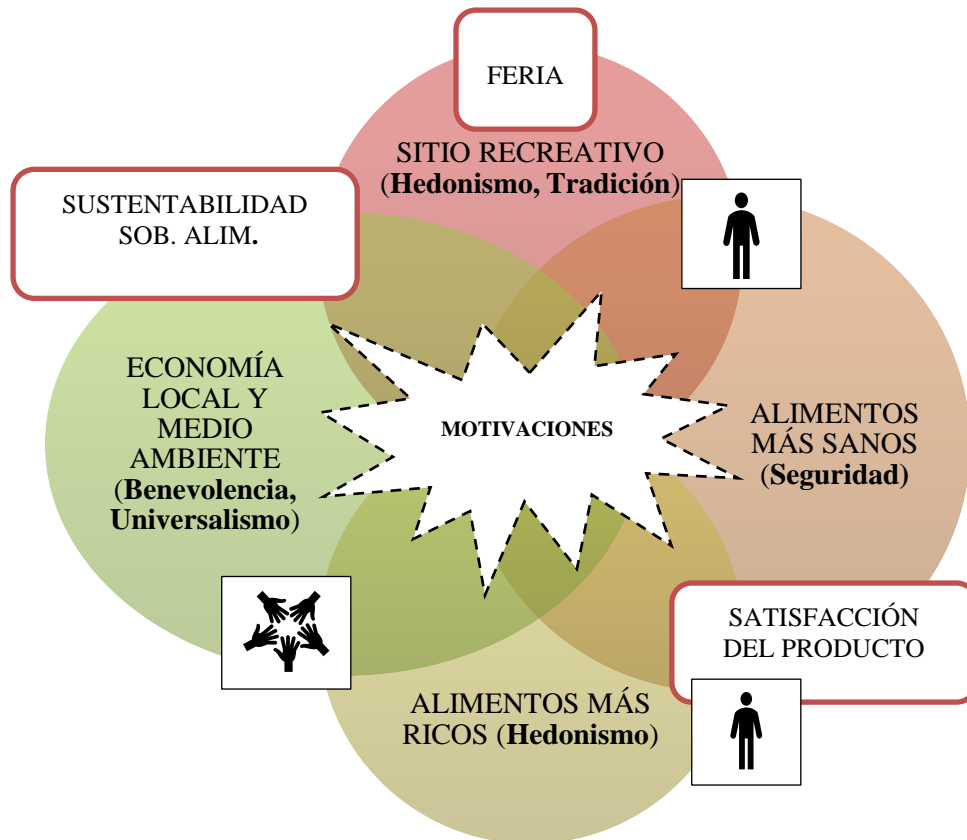 FERIA
SITIO RECREATIVO
(Hedonismo, Tradición)
SUSTENTABILIDAD
SOB. ALIM.
ECONOMÍA
LOCAL Y
MEDIO
AMBIENTE
(Benevolencia,
Universalismo)
MOTIVACIONES
ALIMENTOS
MÁS SANOS
(Seguridad)
SATISFACCIÓN
DEL PRODUCTO
ALIMENTOS MÁS
RICOS (Hedonismo)